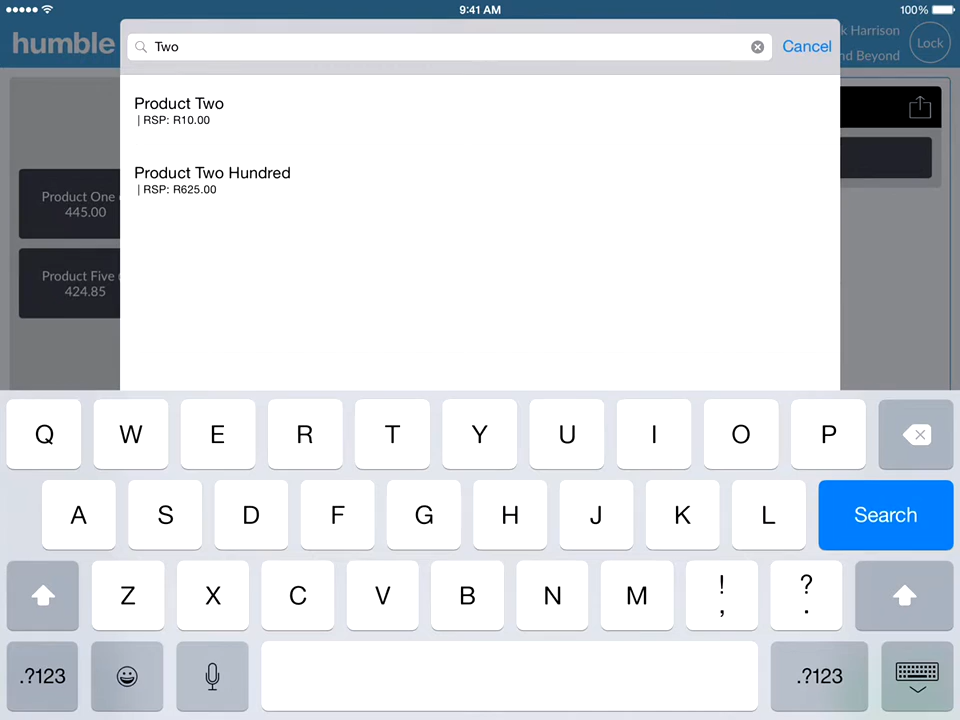 9:41 AM
100%
humble
Two
Cancel
k Harrison
nd Beyond
Lock
Product Two
| RSP: R10.00
Product Two Hundred
| RSP: R625.00
Product One
445.00
Product Five
424.85
Q W E R T Y U I O P
A S D F G H J K L Search
Z X C V B N M ! , ? .
.?123 .?123